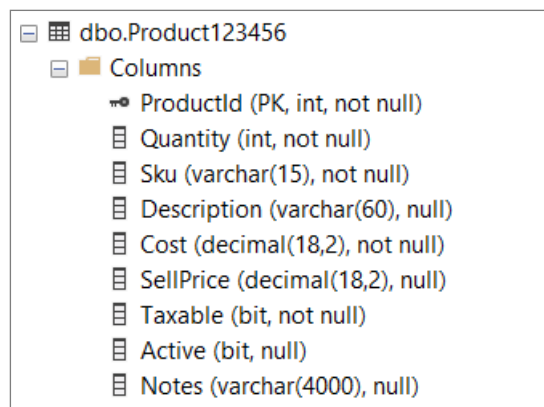 dbo.Product123456
Columns
ProductId (PK, int, not null)
Quantity (int, not null)
Sku (varchar(15), not null)
Description (varchar(60), null)
Cost (decimal(18,2), not null)
SellPrice (decimal(18,2), null)
Taxable (bit, not null)
Active (bit, null)
Notes (varchar(4000), null)